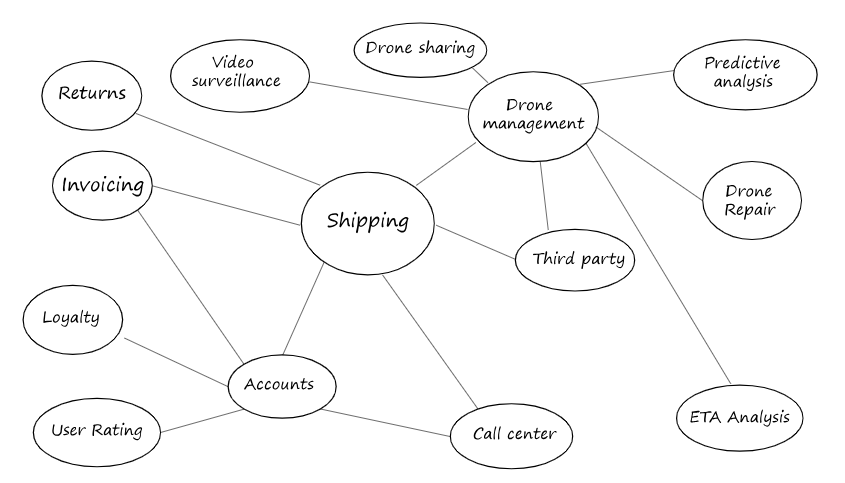 Drone sharing
Video
surveillance
Predictive
analysis
Returns
Drone
management
Invoicing
Drone
Repair
Shipping
Third party
Loyalty
Accounts
User Rating
Call center
ETA Analysis